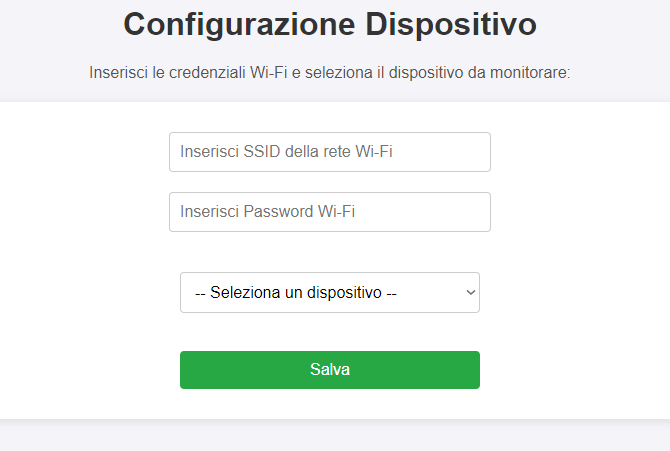 Configurazione Dispositivo
Inserisci le credenziali Wi-Fi e seleziona il dispositivo da monitorare:
Inserisci SSID della rete Wi-Fi
Inserisci Password Wi-Fi
-- Seleziona un dispositivo --
Salva